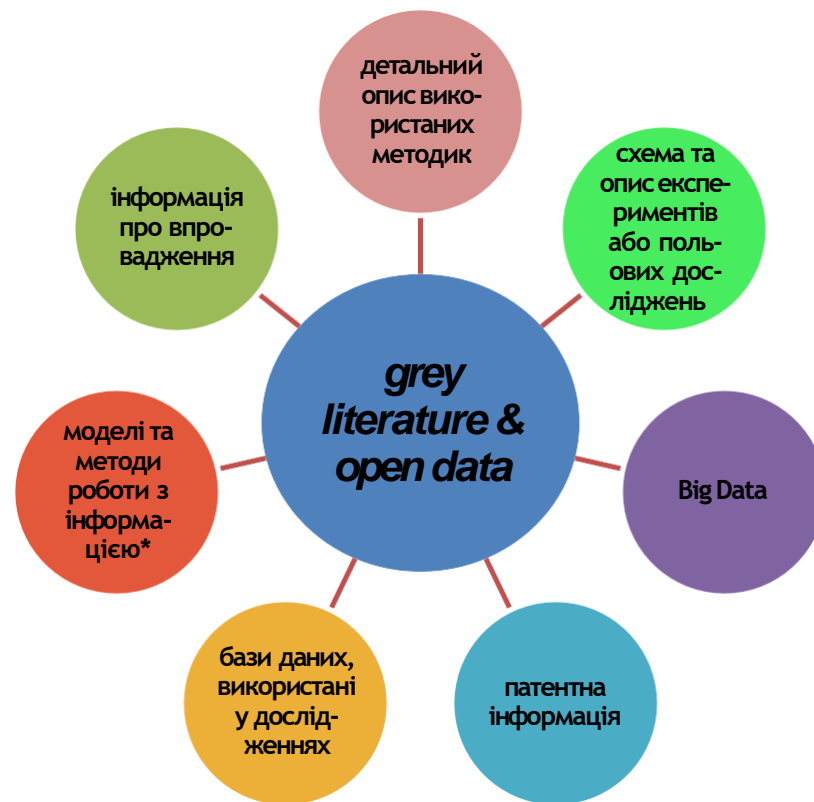 детальний
опис вико-
ристаних
методик
схема та
опис експе-
риментів
або поль-
ових дос-
ліджень
Big Data
патентна
інформація
бази даних,
використані
у дослід-
женнях
моделі та
методи
роботи з
інформа-
цією*
інформація
про впро-
вадження
grey
literature &
open data